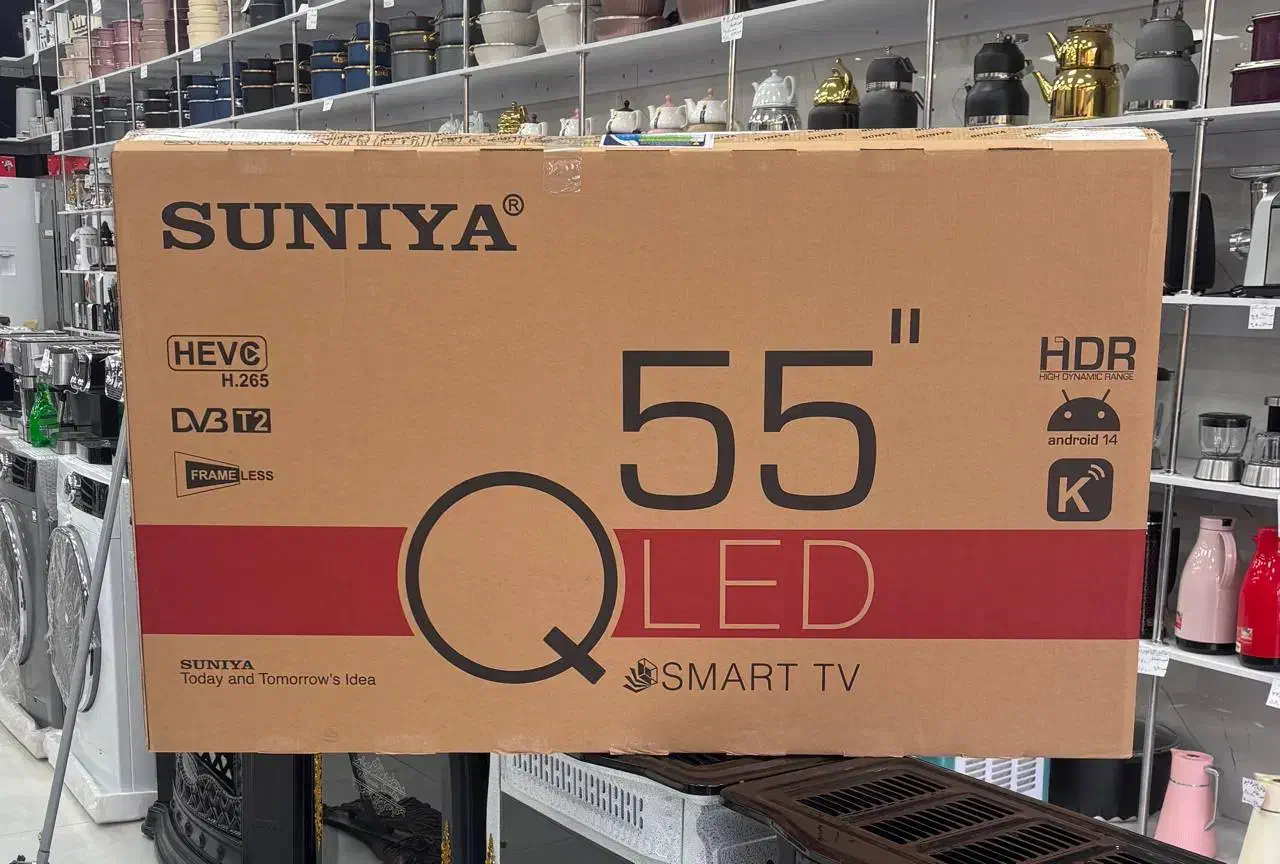 SUNIYA®
HEVC
H.265
DVB T2
FRAMELESS
55"
QLED
SMART TV
HDR
HIGH DYNAMIC RANGE
android 14
K
SUNIYA
Today and Tomorrow's Idea